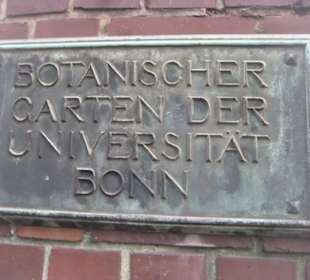 BOTANISCHER
GARTEN DER
UNIVERSITÄT
BONN